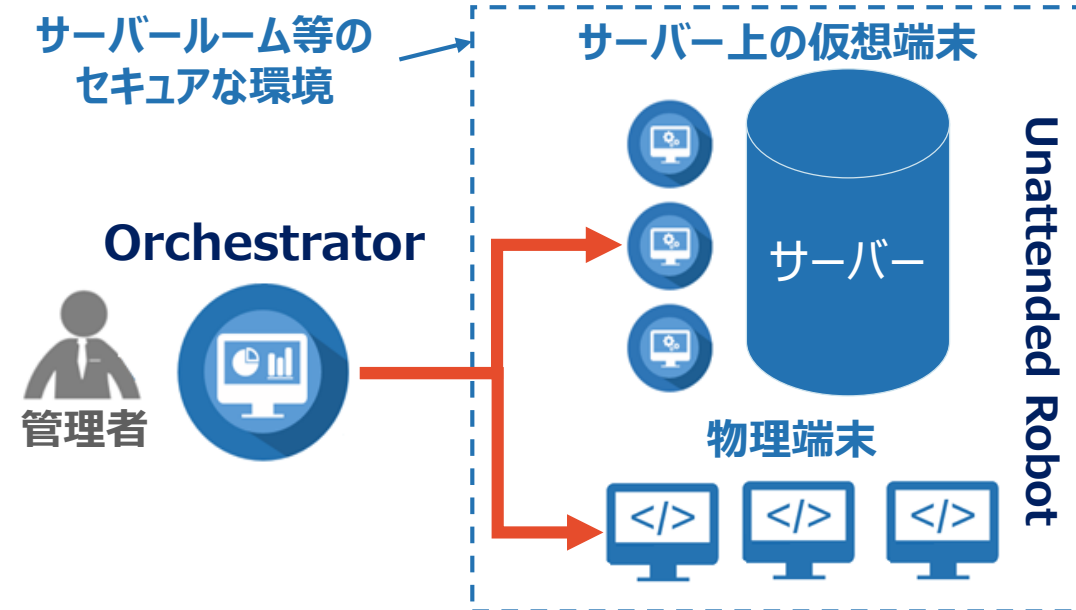 サーバールーム等の
セキュアな環境
サーバー上の仮想端末
Orchestrator
管理者
サーバー
物理端末
</>
</>
</>
Unattended Robot